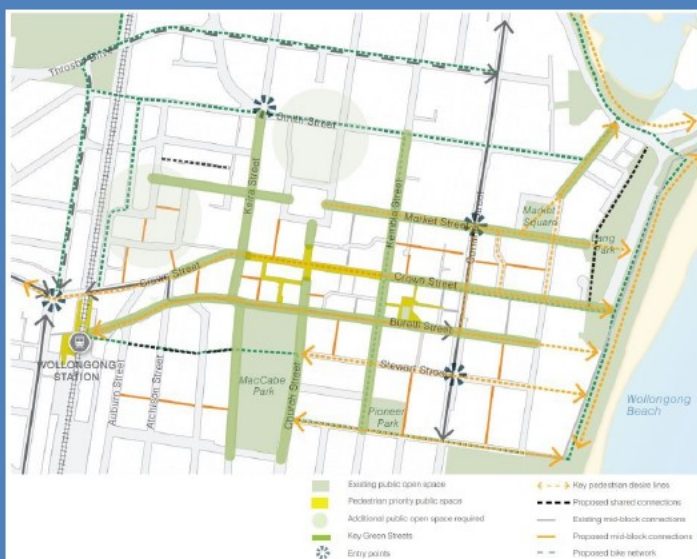 Smith Street
Keira Street
Kembla Street
Market Street
Market
Square
Lang
Park
Crown Street
Crown Street
Burelli Street
WOLLONGONG
STATION
Auburn Street
Atchison Street
MacCabe
Park
Church Street
Stewart Street
Pioneer
Park
Wollongong
Beach
Existing public open space
Pedestrian priority public space
Additional public open space required
Key Green Streets
Entry points
Key pedestrian desire lines
Proposed shared connections
Existing mid-block connections
Proposed mid-block connections
Proposed bike network